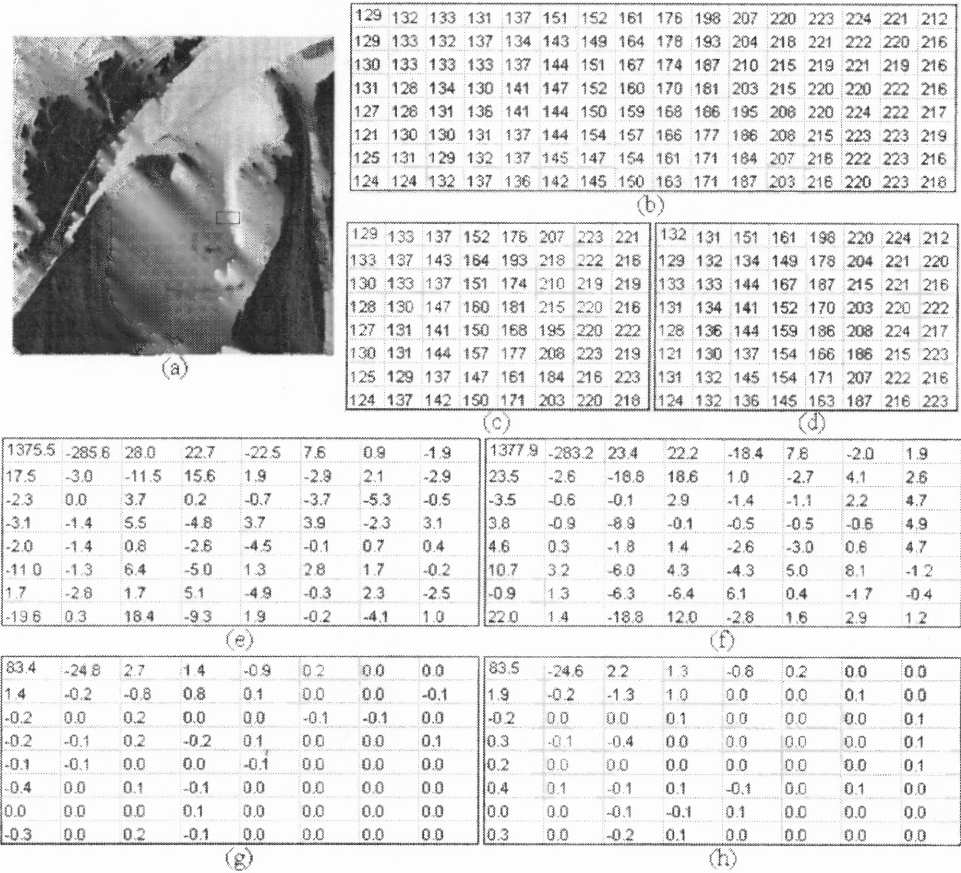 129 132 133 131 137 151 152 161 176 198 207 220 223 224 221 212
129 133 132 137 134 143 149 164 178 193 204 218 221 222 220 216
130 133 133 133 137 144 151 167 174 187 210 215 219 221 219 216
131 128 134 130 141 147 152 160 170 181 203 215 220 220 222 216
127 128 131 136 141 144 150 159 168 186 195 208 220 224 222 217
121 130 130 131 137 144 154 157 166 177 186 208 215 223 223 219
125 131 129 132 137 145 147 154 161 171 184 207 216 222 223 216
124 124 132 137 136 142 145 150 163 171 187 203 216 220 223 218
(a)
(b)
129 133 137 152 176 207 223 221
133 137 143 164 193 218 222 216
130 133 137 151 174 210 219 219
128 130 147 160 181 215 220 216
127 131 141 150 168 195 220 222
130 131 144 157 177 208 223 219
125 129 137 147 161 184 216 223
124 137 142 150 171 203 220 218
(c)
132 131 151 161 198 220 224 212
129 132 134 149 178 204 221 220
133 133 144 167 187 215 221 216
131 134 141 152 170 203 220 222
128 136 144 159 186 208 224 217
121 130 137 154 166 186 215 223
131 132 145 154 171 207 222 216
124 132 136 145 163 187 216 223
(d)
1375.5 -285.6 28.0 22.7 -22.5 7.6 0.9 -1.9
17.5 -3.0 -11.5 15.6 1.9 -2.9 2.1 -2.9
-2.3 0.0 3.7 0.2 -0.7 -3.7 -5.3 -0.5
-3.1 -1.4 5.5 -4.8 3.7 3.9 -2.3 3.1
-2.0 -1.4 0.8 -2.6 -4.5 -0.1 0.7 0.4
-11.0 -1.3 6.4 -5.0 1.3 2.8 1.7 -0.2
1.7 -2.8 1.7 5.1 -4.9 -0.3 2.3 -2.5
-19.6 0.3 18.4 -9.3 1.9 -0.2 -4.1 1.0
(e)
1377.9 -283.2 23.4 22.2 -18.4 7.6 -2.0 1.9
23.5 -2.6 -18.8 18.6 1.0 -2.7 4.1 2.6
-3.5 -0.6 -0.1 2.9 -1.4 -1.1 2.2 4.7
3.8 -0.9 -8.9 -0.1 -0.5 -0.5 -0.6 4.9
4.6 0.3 -1.8 1.4 -2.6 -3.0 0.6 4.7
10.7 3.2 -6.0 4.3 -4.3 5.0 8.1 -1.2
-0.9 1.3 -6.3 -6.4 6.1 0.4 -1.7 -0.4
22.0 1.4 -18.8 12.0 -2.8 1.6 2.9 1.2
(f)
83.4 -24.8 2.7 1.4 -0.9 0.2 0.0 0.0
1.4 -0.2 -0.8 0.8 0.1 0.0 0.0 -0.1
-0.2 0.0 0.2 0.0 0.0 -0.1 -0.1 0.0
-0.2 -0.1 0.2 -0.2 0.1 0.0 0.0 0.1
-0.1 -0.1 0.0 0.0 -0.1 0.0 0.0 0.0
-0.4 0.0 0.1 -0.1 0.0 0.0 0.0 0.0
0.0 0.0 0.0 0.1 0.0 0.0 0.0 0.0
-0.3 0.0 0.2 -0.1 0.0 0.0 0.0 0.0
(g)
83.5 -24.6 2.2 1.3 -0.8 0.2 0.0 0.0
1.9 -0.2 -1.3 1.0 0.0 0.0 0.1 0.0
-0.2 0.0 0.0 0.1 0.0 0.0 0.0 0.1
0.3 -0.1 -0.4 0.0 0.0 0.0 0.0 0.1
0.2 0.0 0.0 0.0 0.0 0.0 0.0 0.1
0.4 0.1 -0.1 0.1 -0.1 0.0 0.1 0.0
0.0 0.0 -0.1 -0.1 0.1 0.0 0.0 0.0
0.3 0.0 -0.2 0.1 0.0 0.0 0.0 0.0
(h)